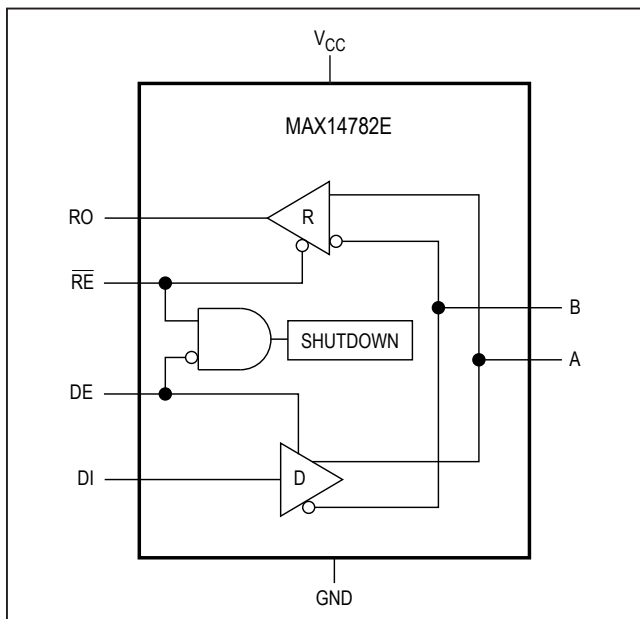 VCC
MAX14782E
RO
R
RE
B
SHUTDOWN
A
DE
DI
D
GND